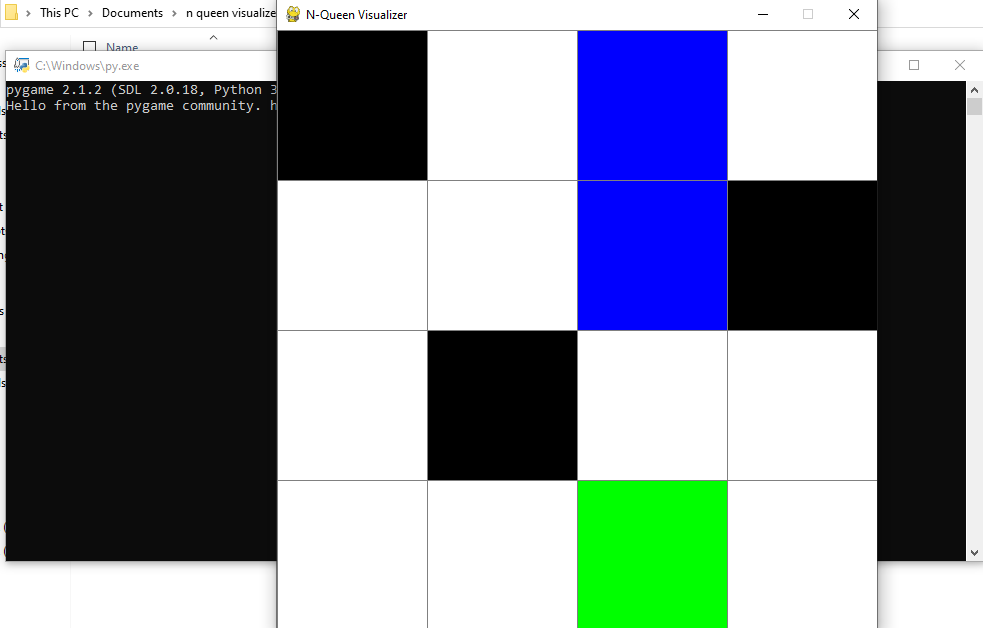 This PC > Documents > n queen visualize
N-Queen Visualizer
Name
C:\Windows\py.exe
pygame 2.1.2 (SDL 2.0.18, Python 3
Hello from the pygame community. h